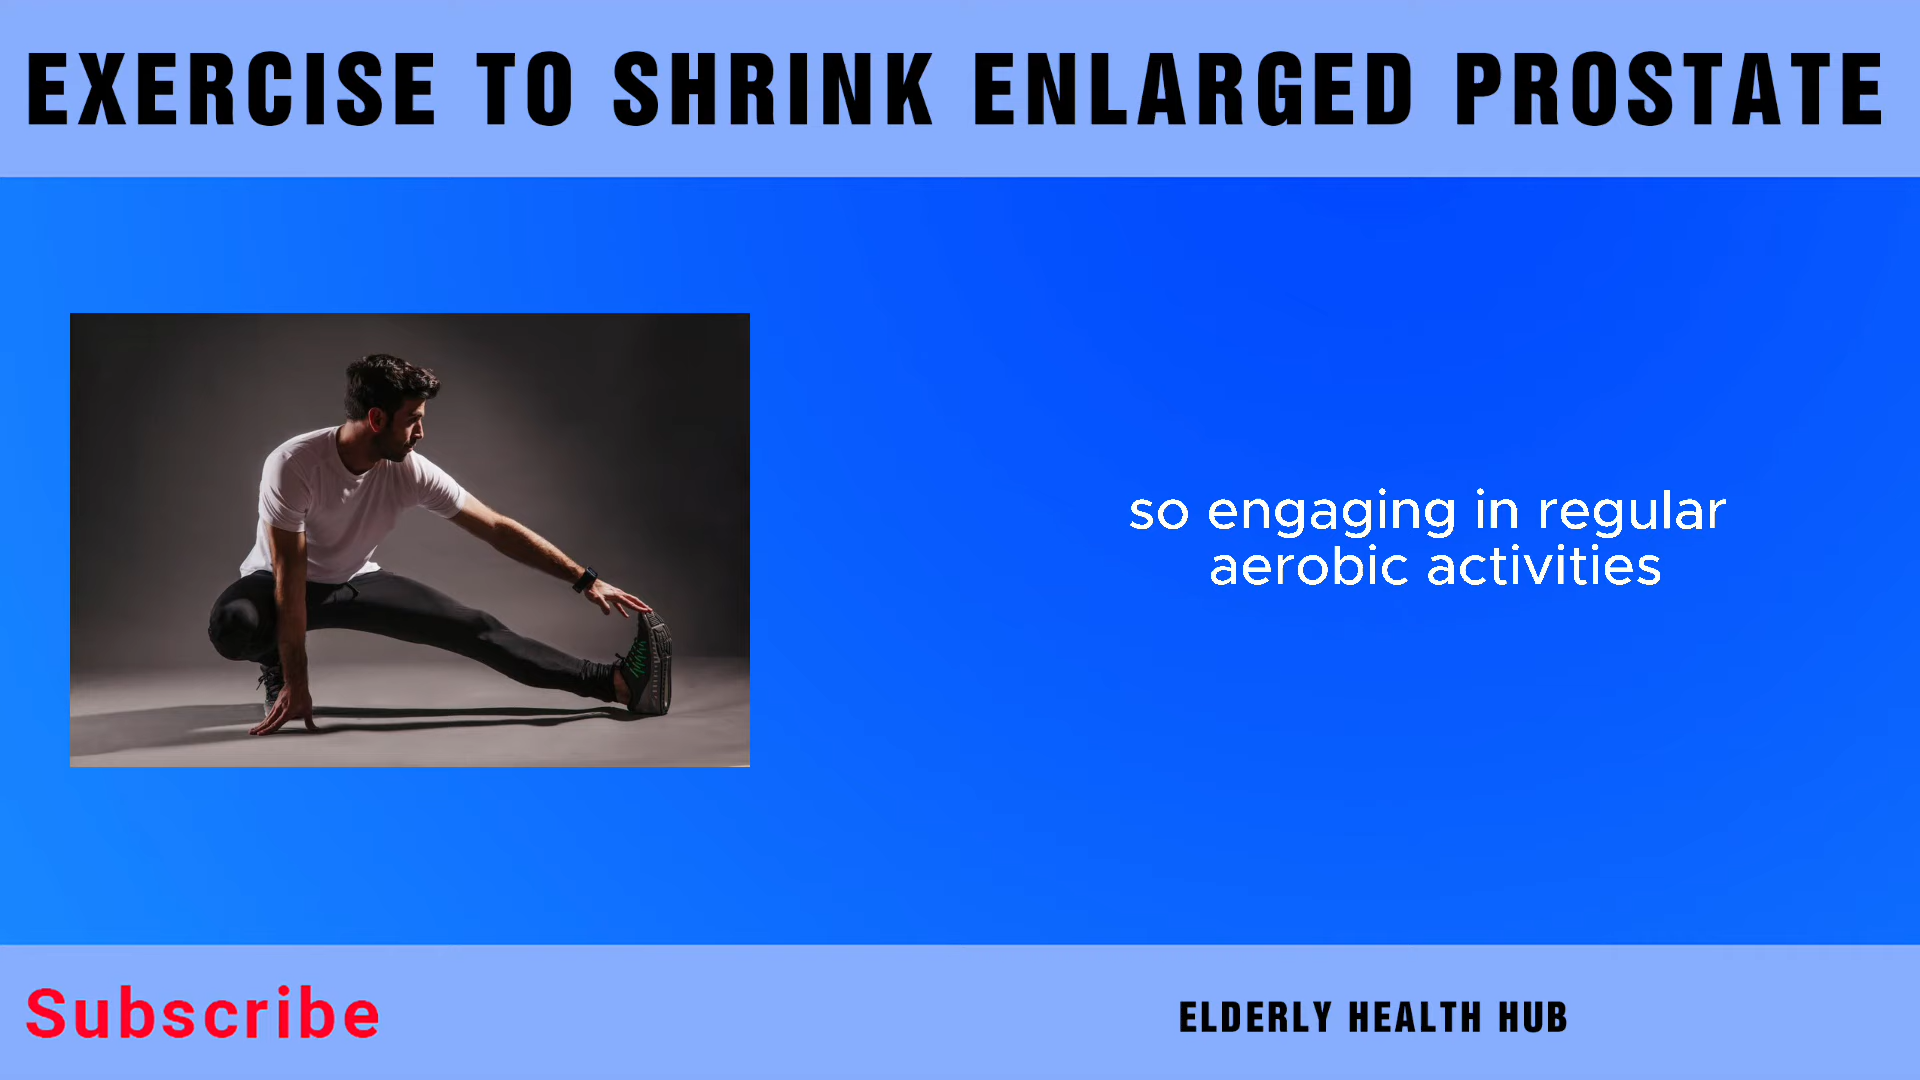 EXERCISE TO SHRINK ENLARGED PROSTATE
so engaging in regular
aerobic activities
Subscribe
ELDERLY HEALTH HUB